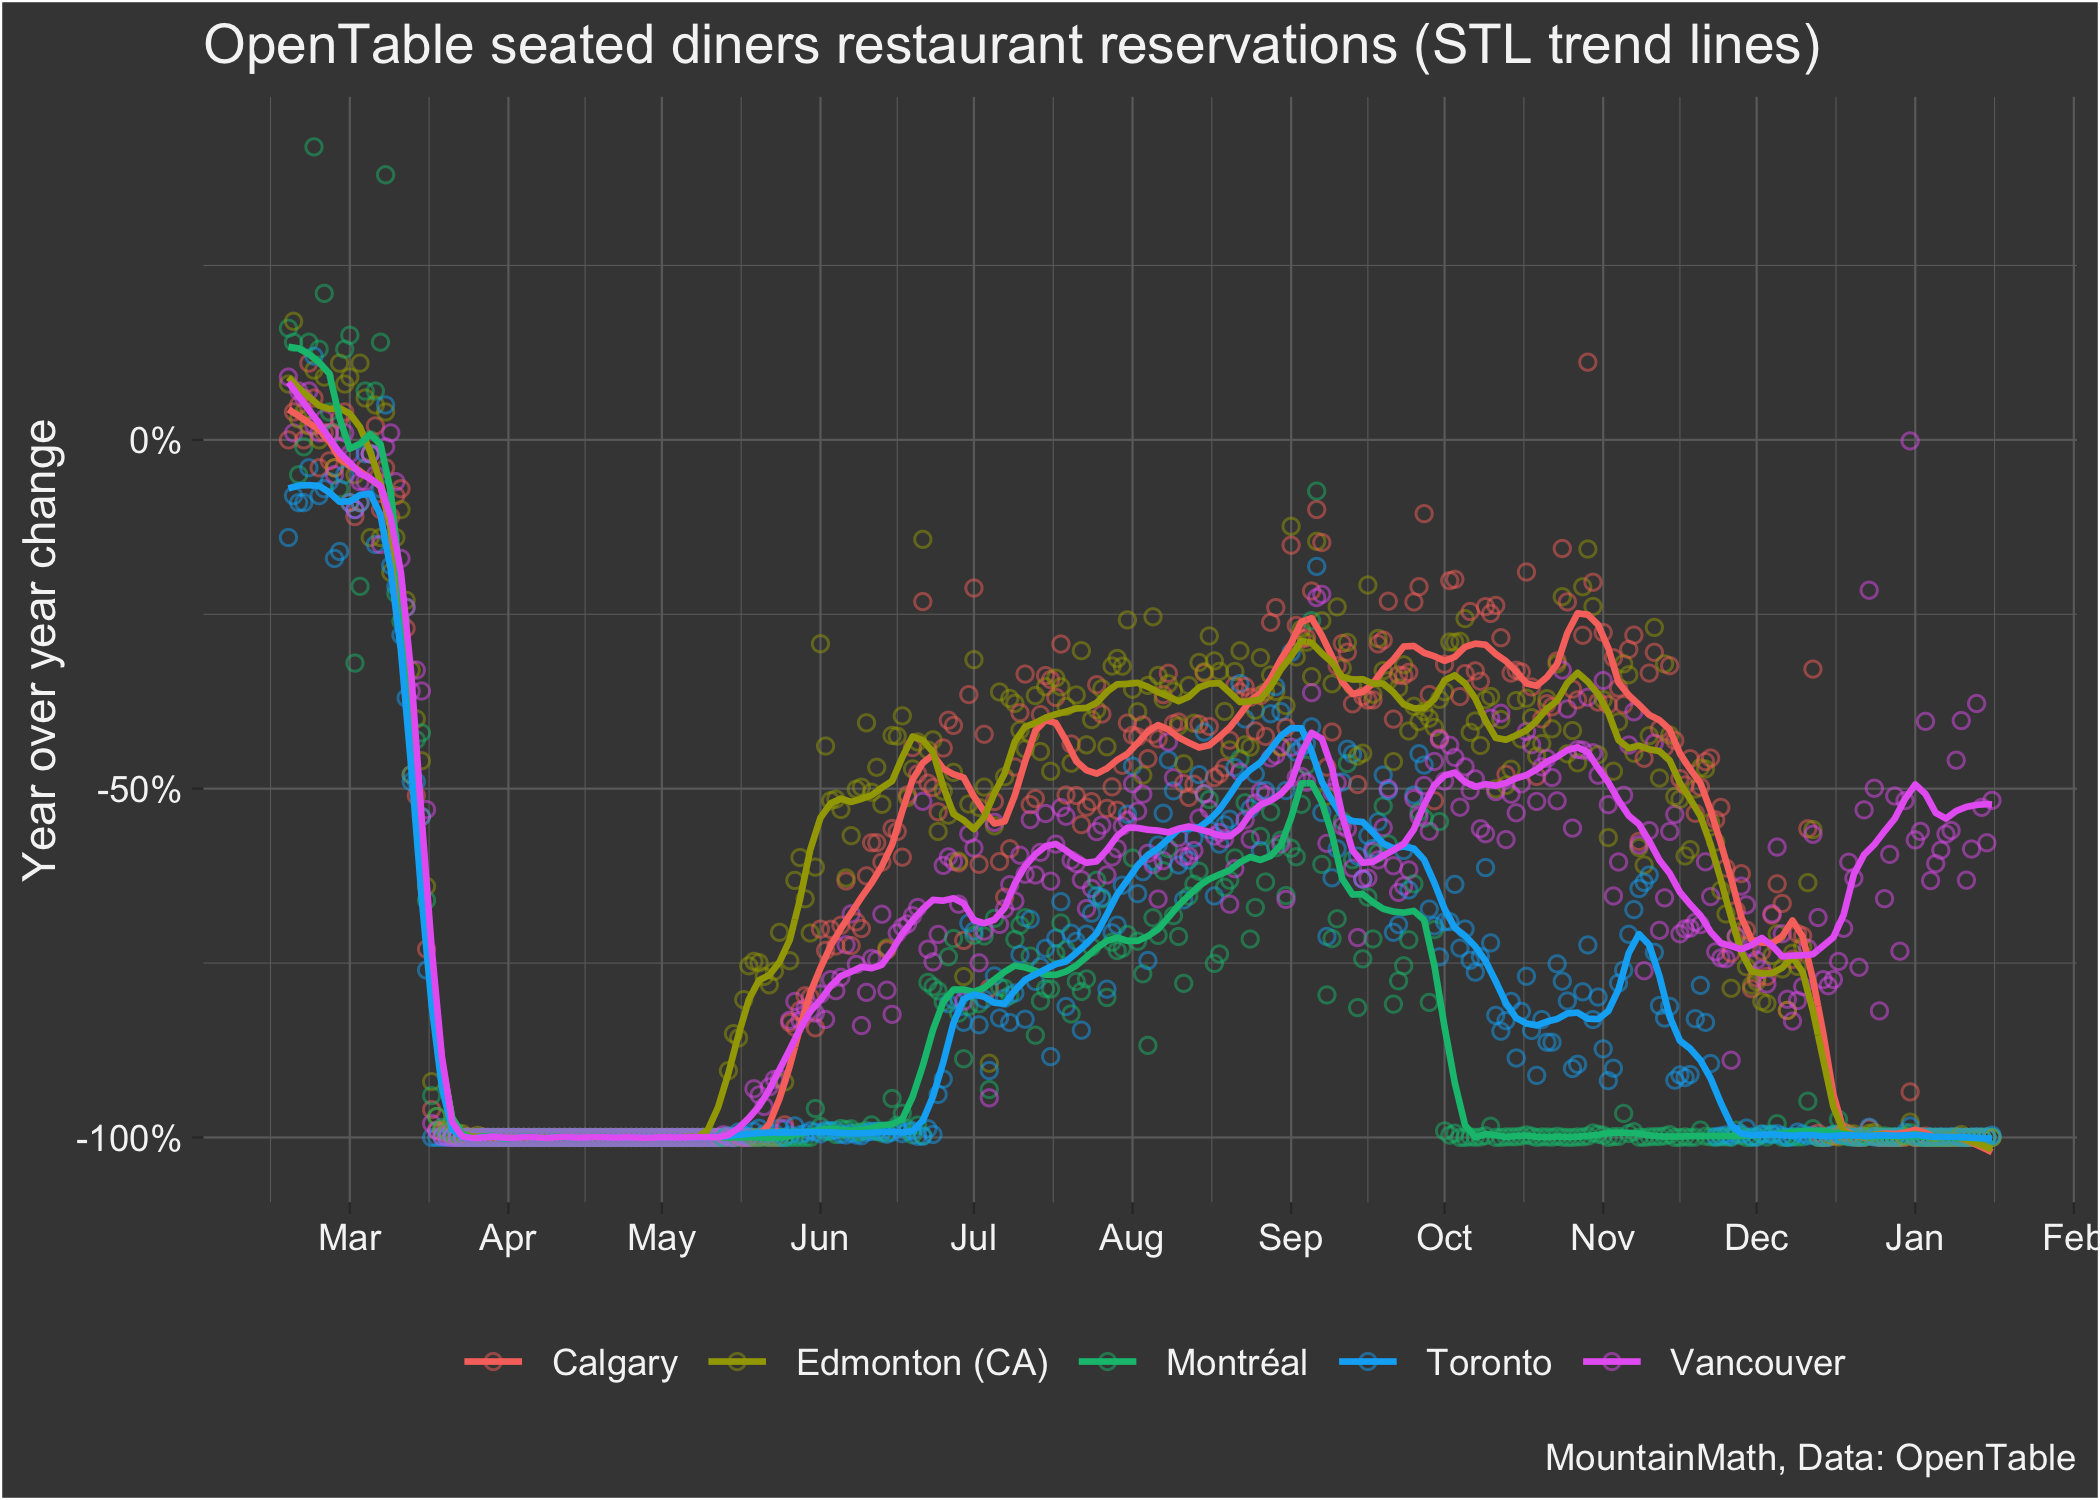 OpenTable seated diners restaurant reservations (STL trend lines)
Year over year change
0%
-50%
-100%
Mar Apr May Jun Jul Aug Sep Oct Nov Dec Jan Feb
Calgary Edmonton (CA) Montréal Toronto Vancouver
MountainMath, Data: OpenTable